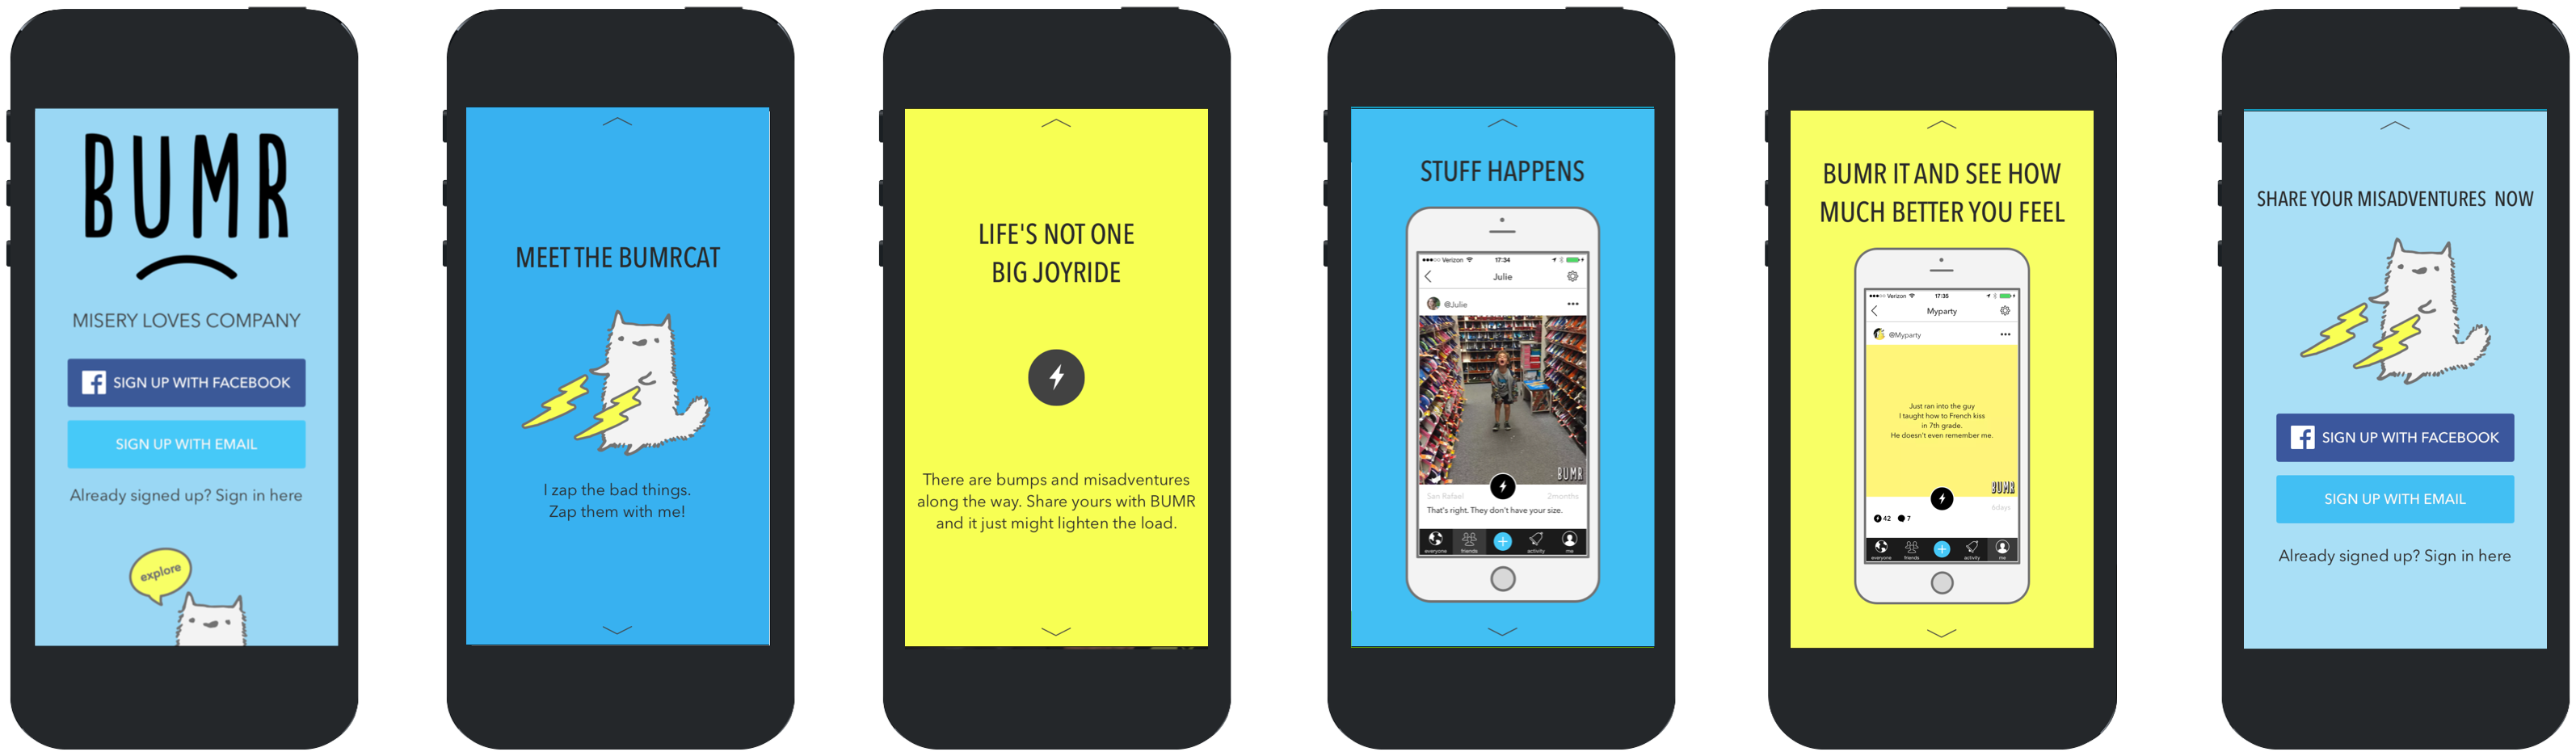 BUMR
MISERY LOVES COMPANY
f SIGN UP WITH FACEBOOK
SIGN UP WITH EMAIL
Already signed up? Sign in here
explore
MEET THE BUMRCAT
I zap the bad things.
Zap them with me!
LIFE'S NOT ONE
BIG JOYRIDE
There are bumps and misadventures
along the way. Share yours with BUMR
and it just might lighten the load.
STUFF HAPPENS
Verizon 17:34
Julie
@Julie
BUMR
San Rafael 2months
That's right. They don't have your size.
everyone friends activity me
BUMR IT AND SEE HOW
MUCH BETTER YOU FEEL
Verizon 17:35
Myparty
@Myparty
Just ran into the guy
I taught how to French kiss
in 7th grade.
He doesn't even remember me.
BUMR
6days
42 7
everyone friends activity me
SHARE YOUR MISADVENTURES NOW
f SIGN UP WITH FACEBOOK
SIGN UP WITH EMAIL
Already signed up? Sign in here